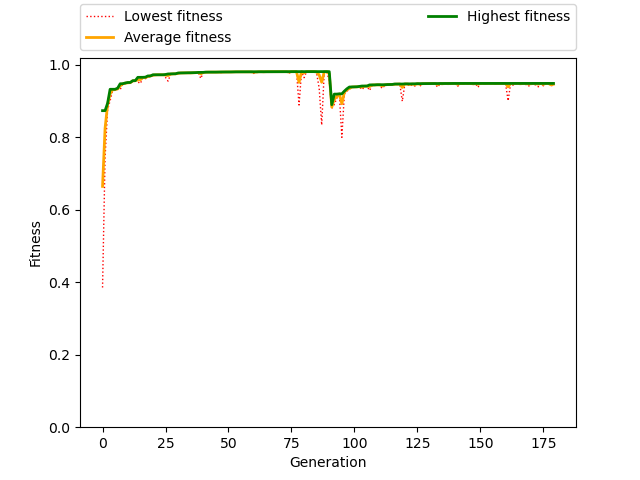 Lowest fitness
Average fitness
Highest fitness
1.0
0.8
0.6
0.4
0.2
0.0
Fitness
0 25 50 75 100 125 150 175
Generation